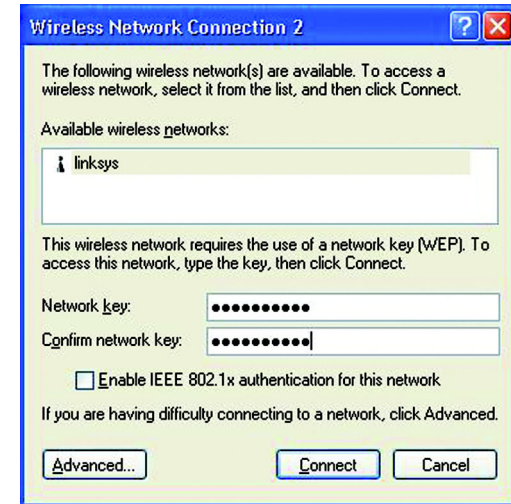 Wireless Network Connection 2
The following wireless network(s) are available. To access a
wireless network, select it from the list, and then click Connect.
Available wireless networks:
linksys
This wireless network requires the use of a network key (WEP). To
access this network, type the key, then click Connect.
Network key: ●●●●●●●●●●
Confirm network key: ●●●●●●●●●●
Enable IEEE 802.1x authentication for this network
If you are having difficulty connecting to a network, click Advanced.
Advanced... Connect Cancel